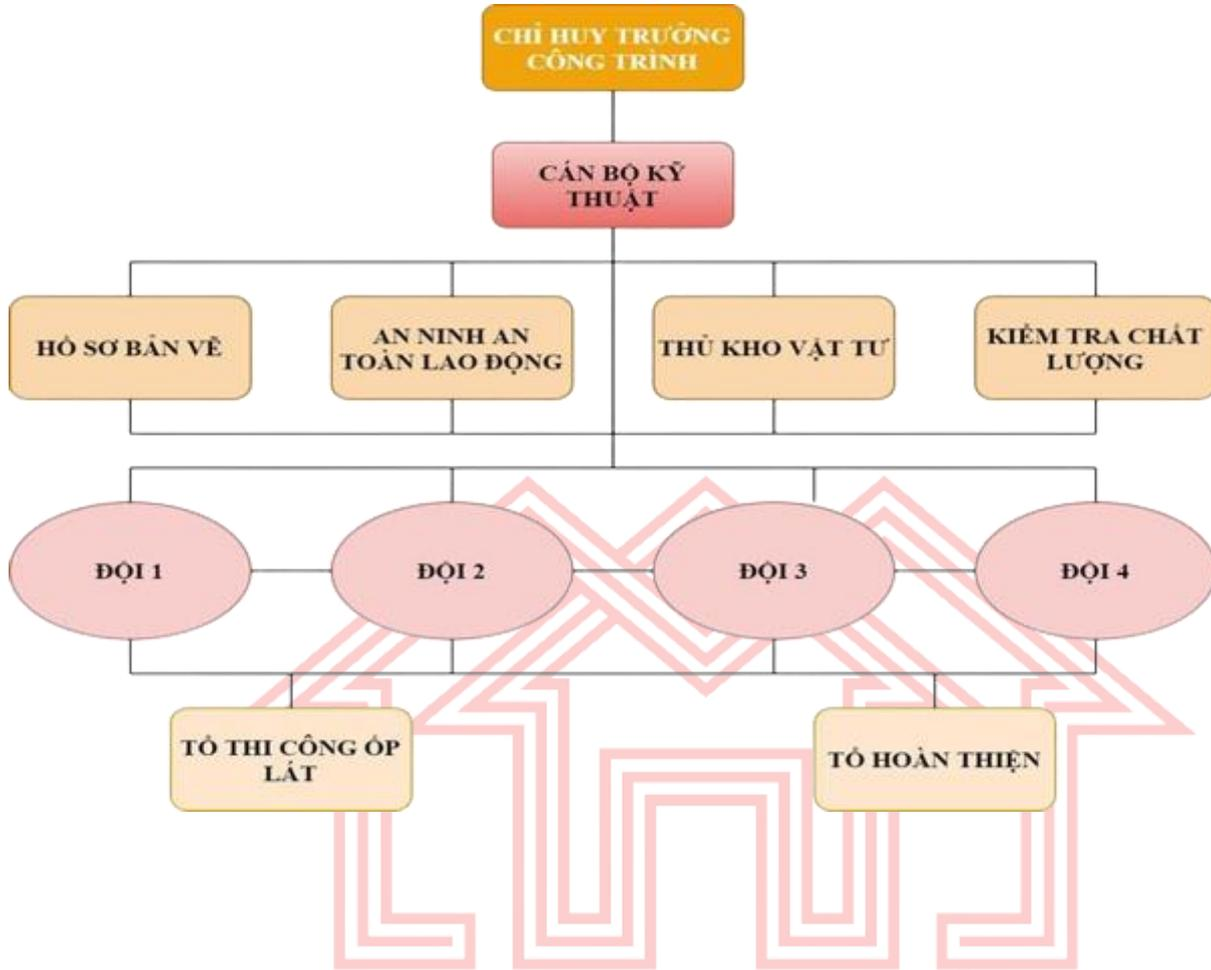 CHỈ HUY TRƯỞNG
CÔNG TRÌNH
CÁN BỘ KỸ
THUẬT
HỒ SƠ BẢN VẼ
AN NINH AN
TOÀN LAO ĐỘNG
THỦ KHO VẬT TƯ
KIỂM TRA CHẤT
LƯỢNG
ĐỘI 1
ĐỘI 2
ĐỘI 3
ĐỘI 4
TỔ THI CÔNG ỐP
LÁT
TỔ HOÀN THIỆN